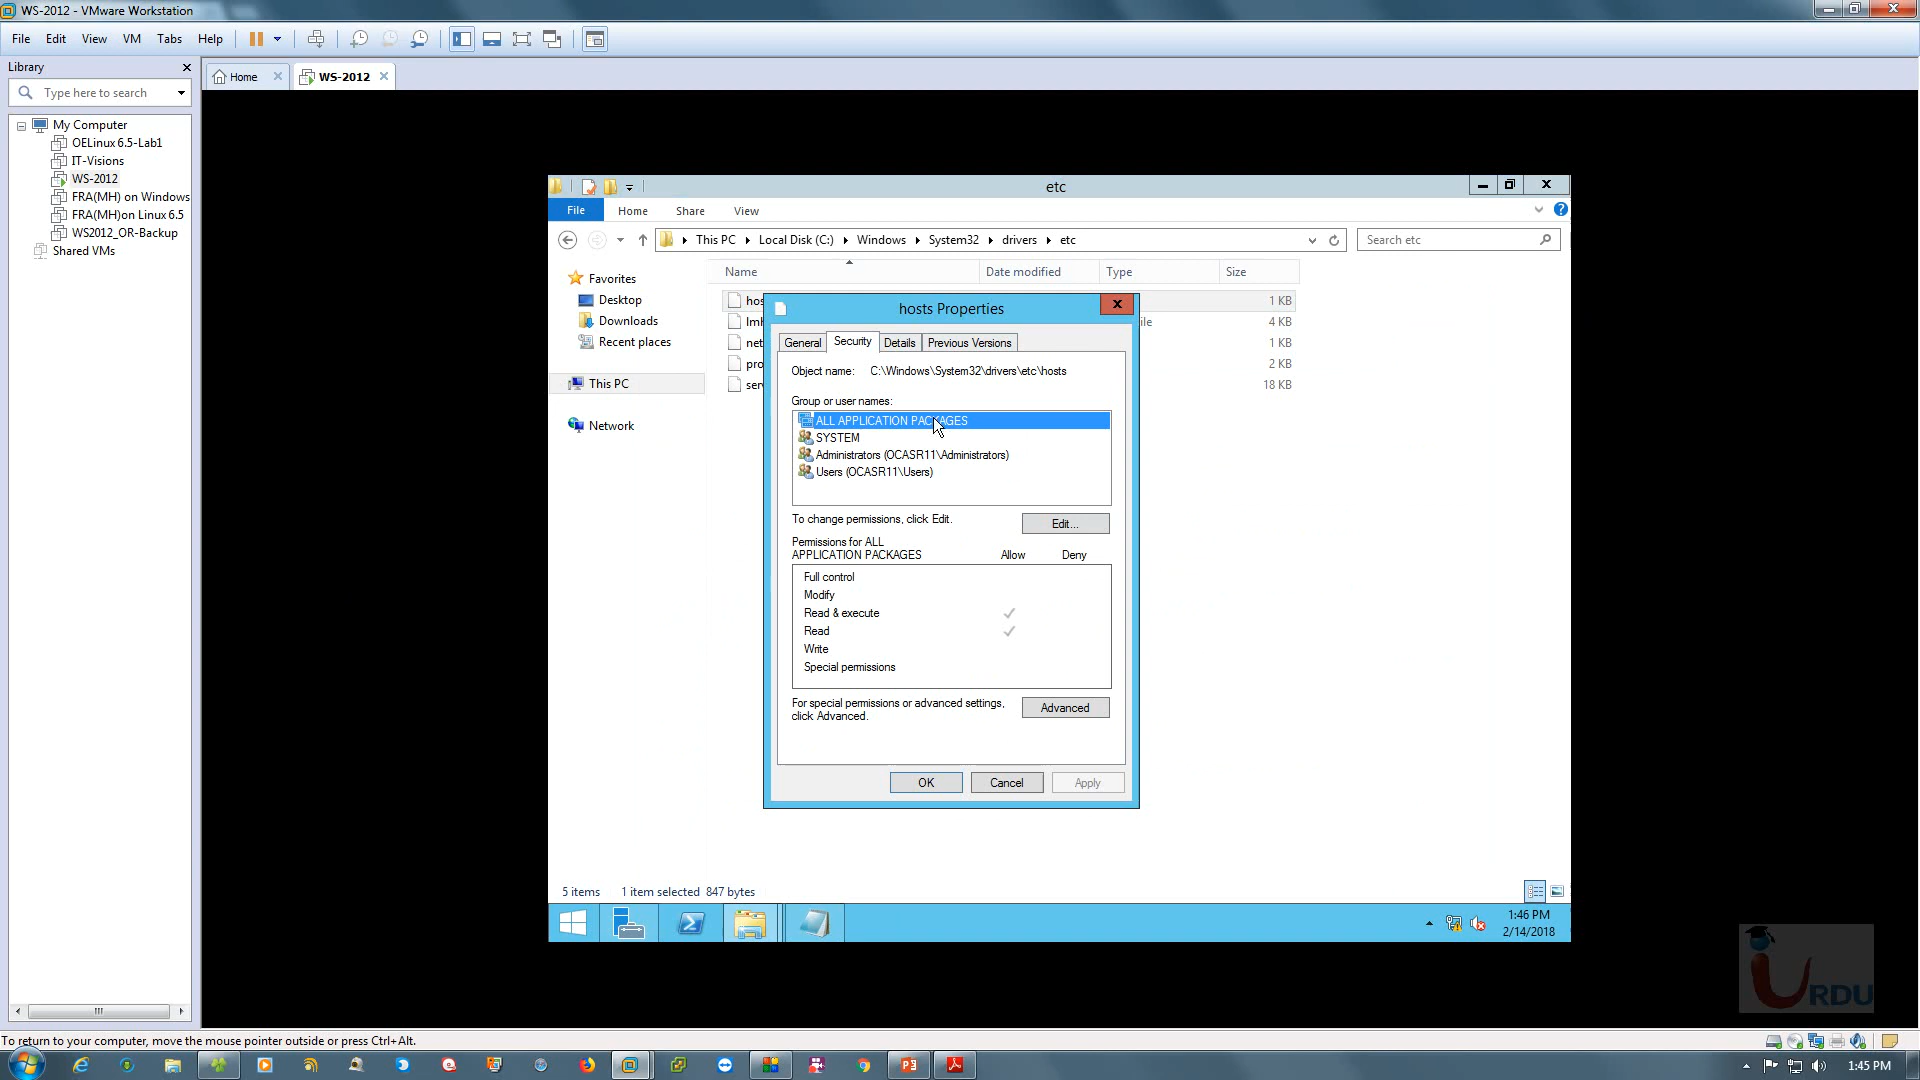 WS-2012 - VMware Workstation
File Edit View VM Tabs Help
Library
Home
WS-2012
Type here to search
My Computer
OELinux 6.5-Lab1
IT-Visions
WS-2012
FRA(MH) on Windows
FRA(MH)on Linux 6.5
WS2012_OR-Backup
Shared VMs
etc
File Home Share View
This PC Local Disk (C:) Windows System32 drivers etc
Search etc
Name Date modified Type Size
Favorites
Desktop
Downloads
Recent places
This PC
Network
hos 1 KB
lmh ile 4 KB
net 1 KB
pro 2 KB
ser 18 KB
hosts Properties
General Security Details Previous Versions
Object name: C:\Windows\System32\drivers\etc\hosts
Group or user names:
ALL APPLICATION PACKAGES
SYSTEM
Administrators (OCASR11\Administrators)
Users (OCASR11\Users)
To change permissions, click Edit.
Edit...
Permissions for ALL
APPLICATION PACKAGES Allow Deny
Full control
Modify
Read & execute
Read
Write
Special permissions
For special permissions or advanced settings,
click Advanced.
Advanced
OK Cancel Apply
5 items 1 item selected 847 bytes
1:46 PM
2/14/2018
iURDU
To return to your computer, move the mouse pointer outside or press Ctrl+Alt.
1:45 PM